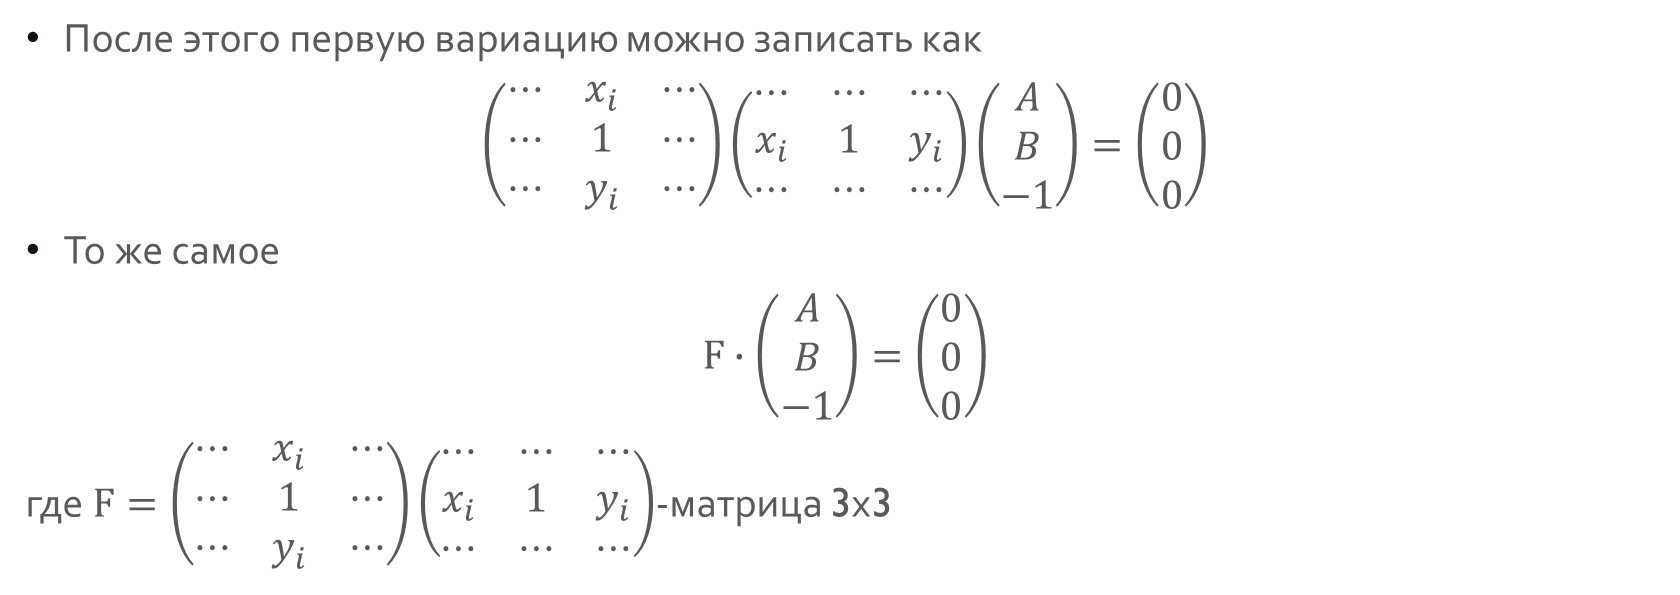 • После этого первую вариацию можно записать как
(⋯ x_i ⋯ ; ⋯ 1 ⋯ ; ⋯ y_i ⋯) (⋯ ⋯ ⋯ ; x_i 1 y_i ; ⋯ ⋯ ⋯) (A ; B ; −1) = (0 ; 0 ; 0)
• То же самое
F · (A ; B ; −1) = (0 ; 0 ; 0)
где F = (⋯ x_i ⋯ ; ⋯ 1 ⋯ ; ⋯ y_i ⋯) (⋯ ⋯ ⋯ ; x_i 1 y_i ; ⋯ ⋯ ⋯)-матрица 3x3